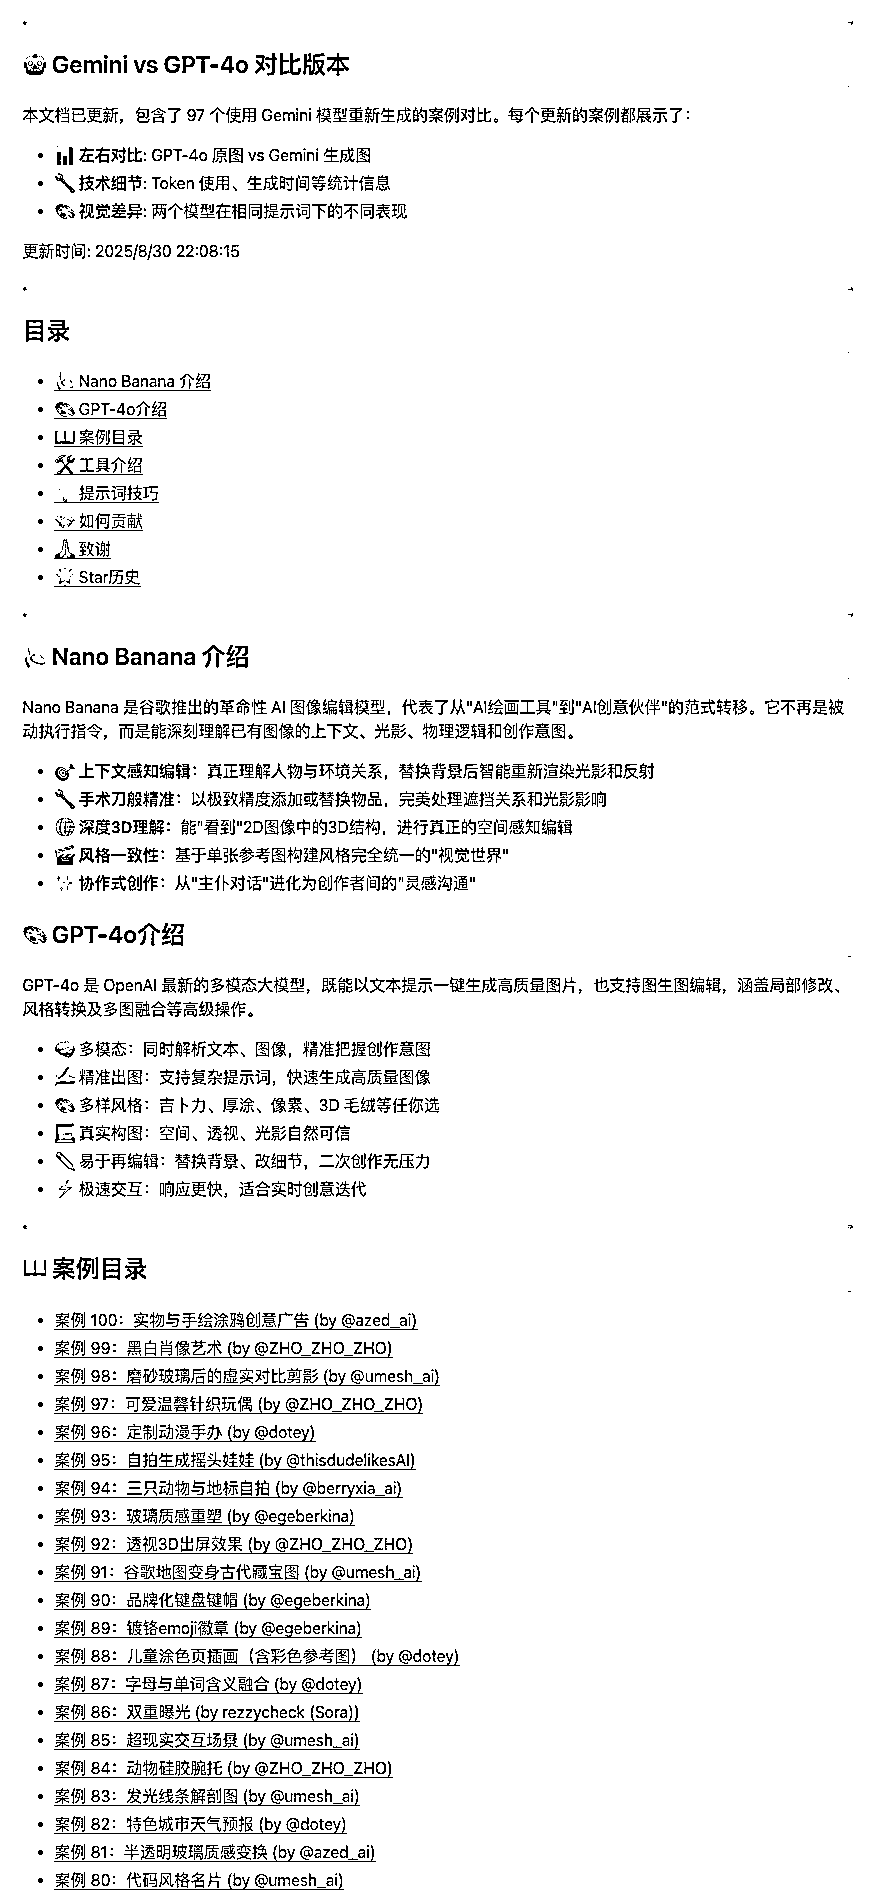 🤖 Gemini vs GPT-4o 对比版本
本文档已更新，包含了 97 个使用 Gemini 模型重新生成的案例对比。每个更新的案例都展示了：
• 📊 左右对比: GPT-4o 原图 vs Gemini 生成图
• 🔧 技术细节: Token 使用、生成时间等统计信息
• 🎨 视觉差异: 两个模型在相同提示词下的不同表现
更新时间: 2025/8/30 22:08:15
目录
• 🍌 Nano Banana 介绍
• 🎨 GPT-4o介绍
• 📖 案例目录
• 🛠️ 工具介绍
• 💡 提示词技巧
• 🤝 如何贡献
• 🙏 致谢
• 🌟 Star历史
🍌 Nano Banana 介绍
Nano Banana 是谷歌推出的革命性 AI 图像编辑模型，代表了从"AI绘画工具"到"AI创意伙伴"的范式转移。它不再是被
动执行指令，而是能深刻理解已有图像的上下文、光影、物理逻辑和创作意图。
• 🎯 上下文感知编辑：真正理解人物与环境关系，替换背景后智能重新渲染光影和反射
• 🔧 手术刀般精准：以极致精度添加或替换物品，完美处理遮挡关系和光影影响
• 🌐 深度3D理解：能"看到"2D图像中的3D结构，进行真正的空间感知编辑
• 🎬 风格一致性：基于单张参考图构建风格完全统一的"视觉世界"
• ✨ 协作式创作：从"主仆对话"进化为创作者间的"灵感沟通"
🎨 GPT-4o介绍
GPT-4o 是 OpenAI 最新的多模态大模型，既能以文本提示一键生成高质量图片，也支持图生图编辑，涵盖局部修改、
风格转换及多图融合等高级操作。
• 🤝 多模态：同时解析文本、图像，精准把握创作意图
• ✍️ 精准出图：支持复杂提示词，快速生成高质量图像
• 🎨 多样风格：吉卜力、厚涂、像素、3D 毛绒等任你选
• 📐 真实构图：空间、透视、光影自然可信
• ✏️ 易于再编辑：替换背景、改细节，二次创作无压力
• ⚡ 极速交互：响应更快，适合实时创意迭代
📖 案例目录
• 案例 100：实物与手绘涂鸦创意广告 (by @azed_ai)
• 案例 99：黑白肖像艺术 (by @ZHO_ZHO_ZHO)
• 案例 98：磨砂玻璃后的虚实对比剪影 (by @umesh_ai)
• 案例 97：可爱温馨针织玩偶 (by @ZHO_ZHO_ZHO)
• 案例 96：定制动漫手办 (by @dotey)
• 案例 95：自拍生成摇头娃娃 (by @thisdudelikesAI)
• 案例 94：三只动物与地标自拍 (by @berryxia_ai)
• 案例 93：玻璃质感重塑 (by @egeberkina)
• 案例 92：透视3D出屏效果 (by @ZHO_ZHO_ZHO)
• 案例 91：谷歌地图变身古代藏宝图 (by @umesh_ai)
• 案例 90：品牌化键盘键帽 (by @egeberkina)
• 案例 89：镀铬emoji徽章 (by @egeberkina)
• 案例 88：儿童涂色页插画（含彩色参考图） (by @dotey)
• 案例 87：字母与单词含义融合 (by @dotey)
• 案例 86：双重曝光 (by rezzycheck (Sora))
• 案例 85：超现实交互场景 (by @umesh_ai)
• 案例 84：动物硅胶腕托 (by @ZHO_ZHO_ZHO)
• 案例 83：发光线条解剖图 (by @umesh_ai)
• 案例 82：特色城市天气预报 (by @dotey)
• 案例 81：半透明玻璃质感变换 (by @azed_ai)
• 案例 80：代码风格名片 (by @umesh_ai)